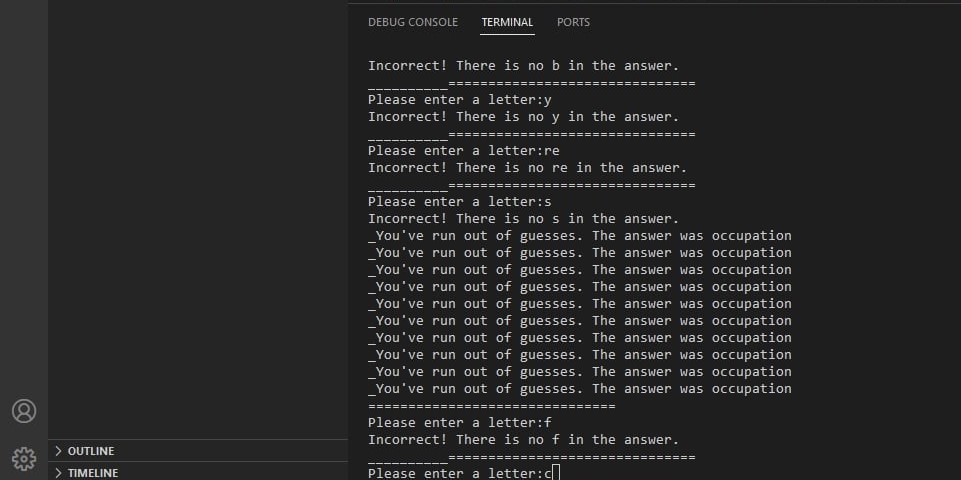 DEBUG CONSOLE TERMINAL PORTS
Incorrect! There is no b in the answer.
__________===============================
Please enter a letter:y
Incorrect! There is no y in the answer.
__________===============================
Please enter a letter:re
Incorrect! There is no re in the answer.
__________===============================
Please enter a letter:s
Incorrect! There is no s in the answer.
_You've run out of guesses. The answer was occupation
_You've run out of guesses. The answer was occupation
_You've run out of guesses. The answer was occupation
_You've run out of guesses. The answer was occupation
_You've run out of guesses. The answer was occupation
_You've run out of guesses. The answer was occupation
_You've run out of guesses. The answer was occupation
_You've run out of guesses. The answer was occupation
_You've run out of guesses. The answer was occupation
_You've run out of guesses. The answer was occupation
===============================
Please enter a letter:f
Incorrect! There is no f in the answer.
__________===============================
Please enter a letter:c
OUTLINE
TIMELINE